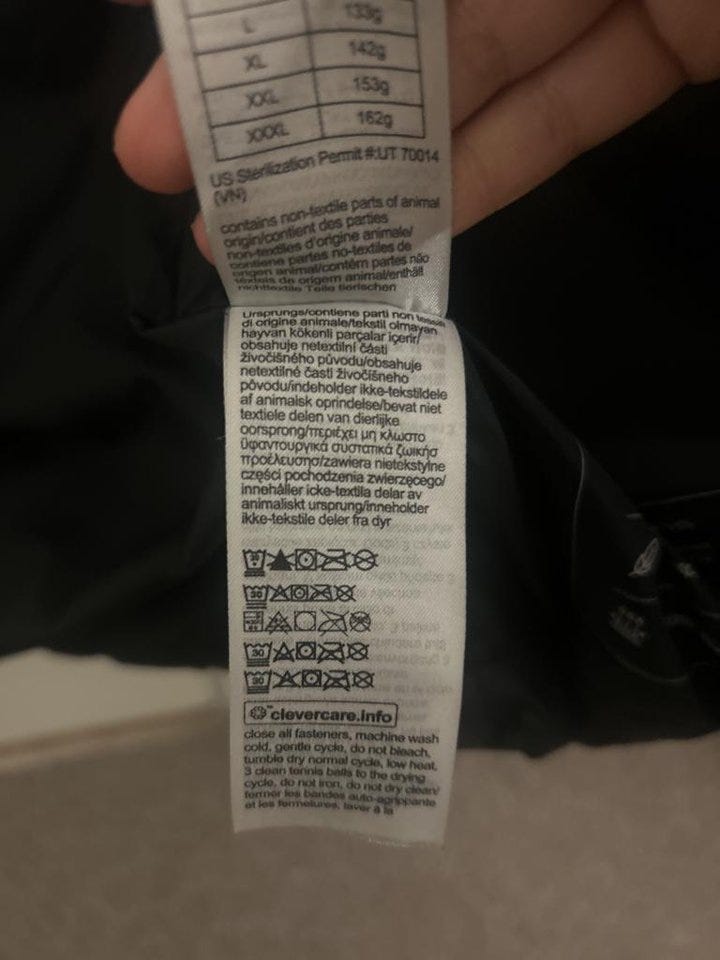 L 133g
XL 142g
XXL 153g
XXXL 162g
US Sterilization Permit #:UT 70014
(VN)
contains non-textile parts of animal
origin/contient des parties
non-textiles d'origine animale/
contiene partes no-textiles de
origen animal/contém partes não
têxteis de origem animal/enthält
nichttextile Teile tierischen
Ursprungs/contiene parti non tessili
di origine animale/tekstil olmayan
hayvan kökenli parçalar içerir/
obsahuje netextilní části
živočišného původu/obsahuje
netextilné časti živočíšneho
pôvodu/indeholder ikke-tekstildele
af animalsk oprindelse/bevat niet
textiele delen van dierlijke
oorsprong/περιέχει μη κλωστο
ϋφαντουργικά συστατικά ζωικήσ
προέλευσησ/zawiera nietekstylne
części pochodzenia zwierzęcego/
innehåller icke-textila delar av
animaliskt ursprung/inneholder
ikke-tekstile deler fra dyr
30
30
30
30
clevercare.info
close all fasteners, machine wash
cold, gentle cycle, do not bleach,
tumble dry normal cycle, low heat,
3 clean tennis balls to the drying
cycle, do not iron, do not dry clean/
fermer les bandes auto-agrippante
et les fermetures, laver à la